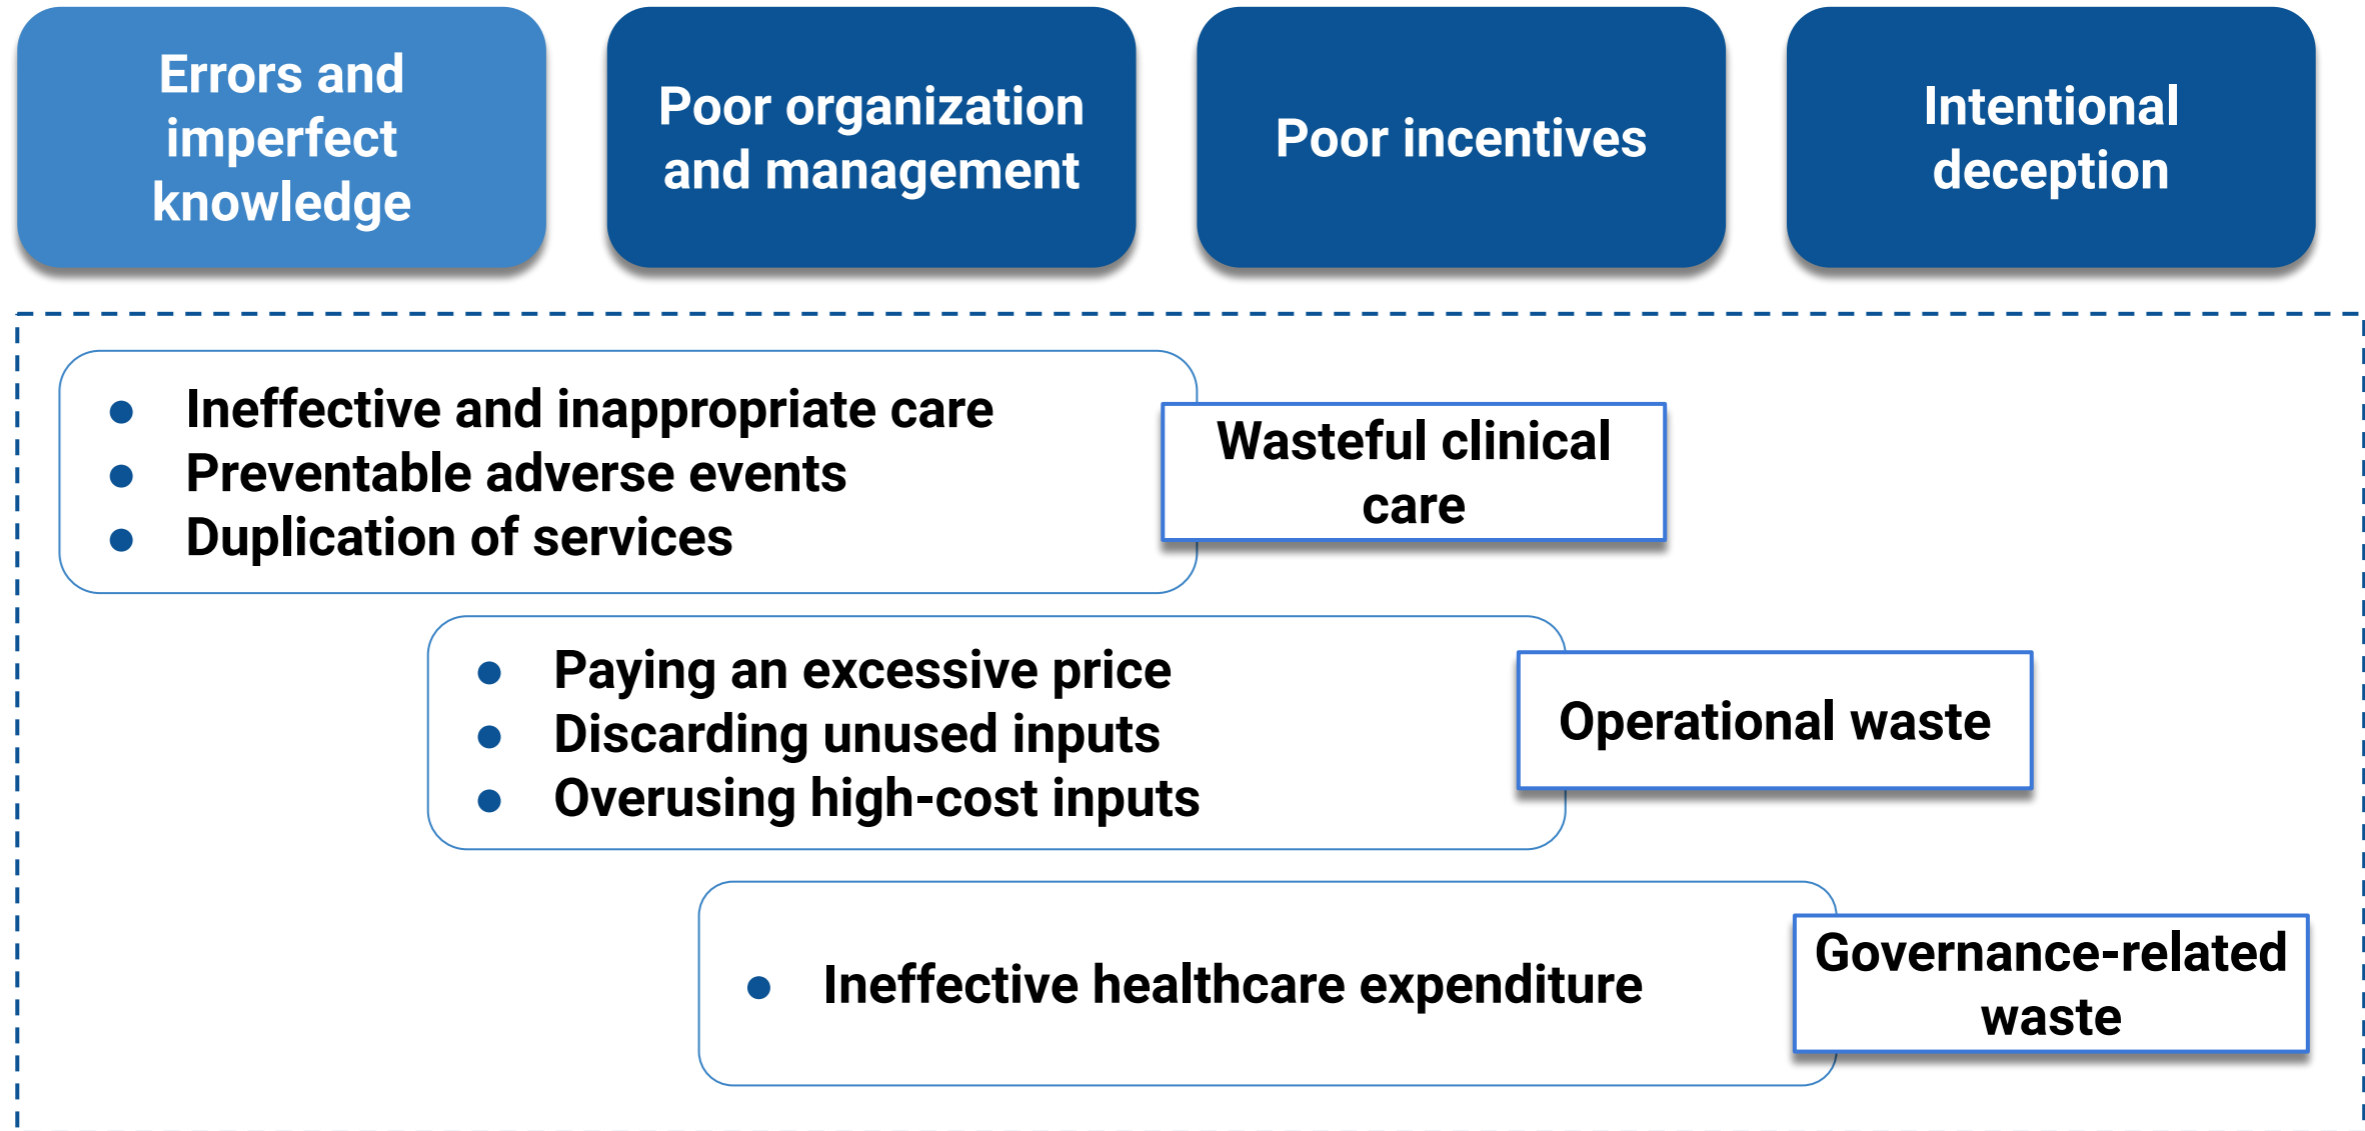 Errors and
imperfect
knowledge
Poor organization
and management
Poor incentives
Intentional
deception
● Ineffective and inappropriate care
● Preventable adverse events
● Duplication of services
Wasteful clinical
care
● Paying an excessive price
● Discarding unused inputs
● Overusing high-cost inputs
Operational waste
● Ineffective healthcare expenditure
Governance-related
waste